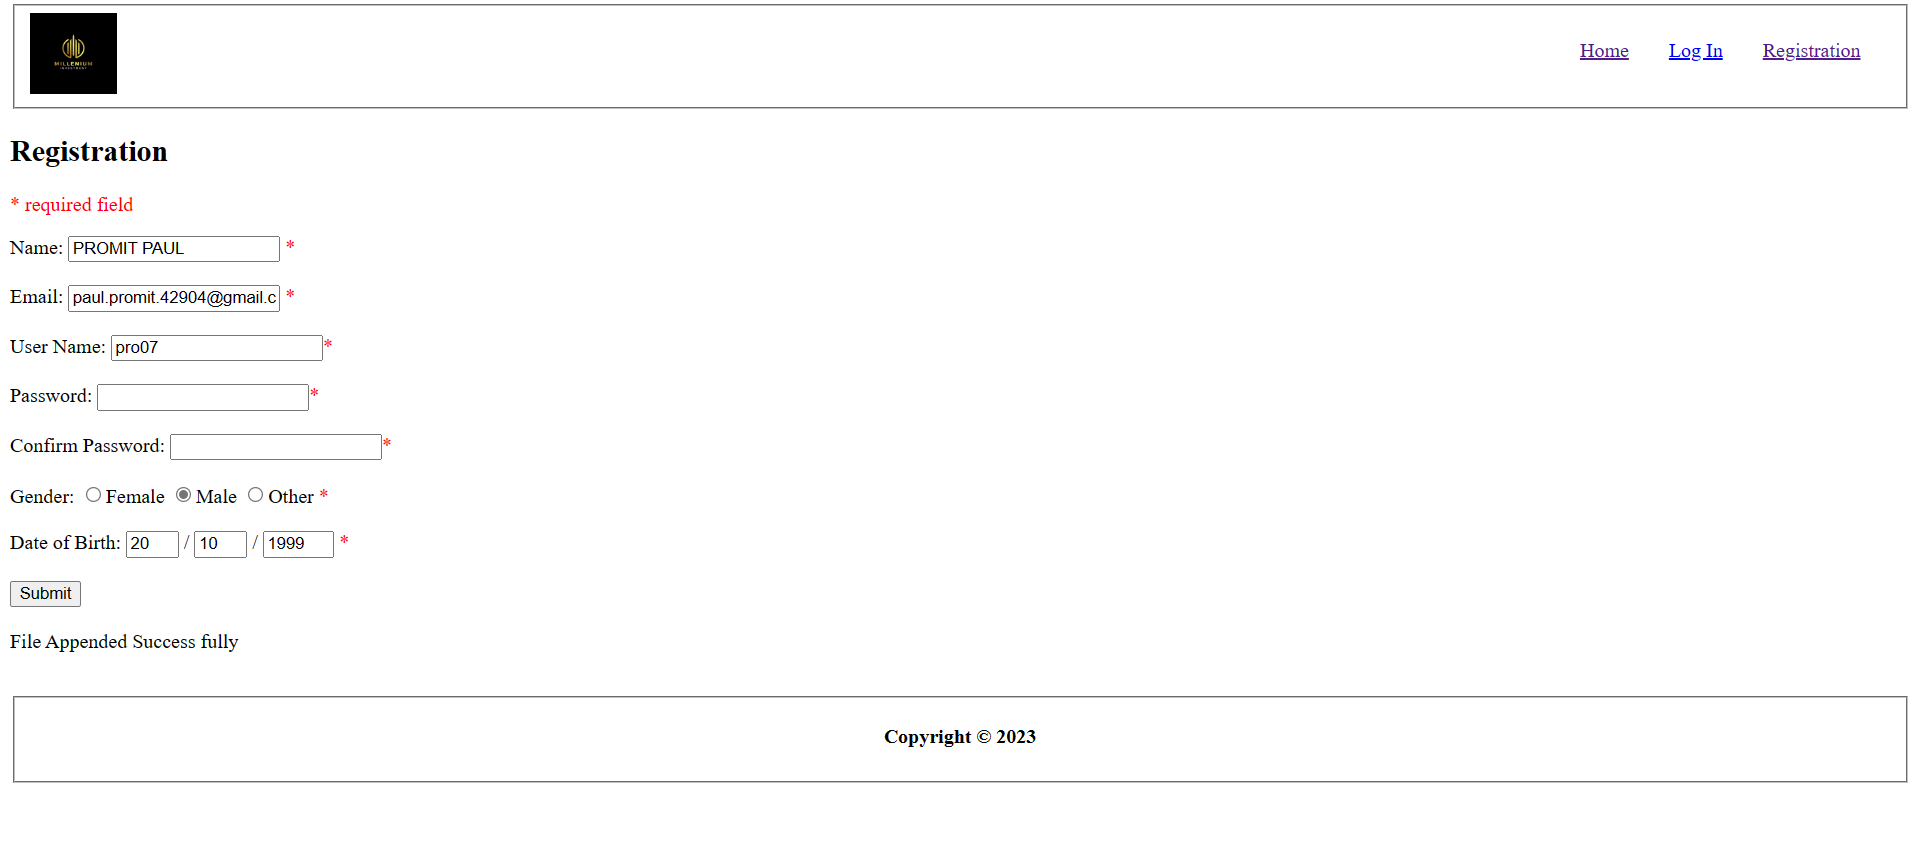 MILLENIUM
INVESTMENT
Home Log In Registration
Registration
* required field
Name: PROMIT PAUL *
Email: paul.promit.42904@gmail.c *
User Name: pro07 *
Password: *
Confirm Password: *
Gender: Female Male Other *
Date of Birth: 20 / 10 / 1999 *
Submit
File Appended Success fully
Copyright © 2023